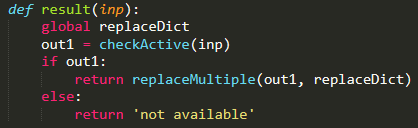 def result(inp):
    global replaceDict
    out1 = checkActive(inp)
    if out1:
        return replaceMultiple(out1, replaceDict)
    else:
        return 'not available'